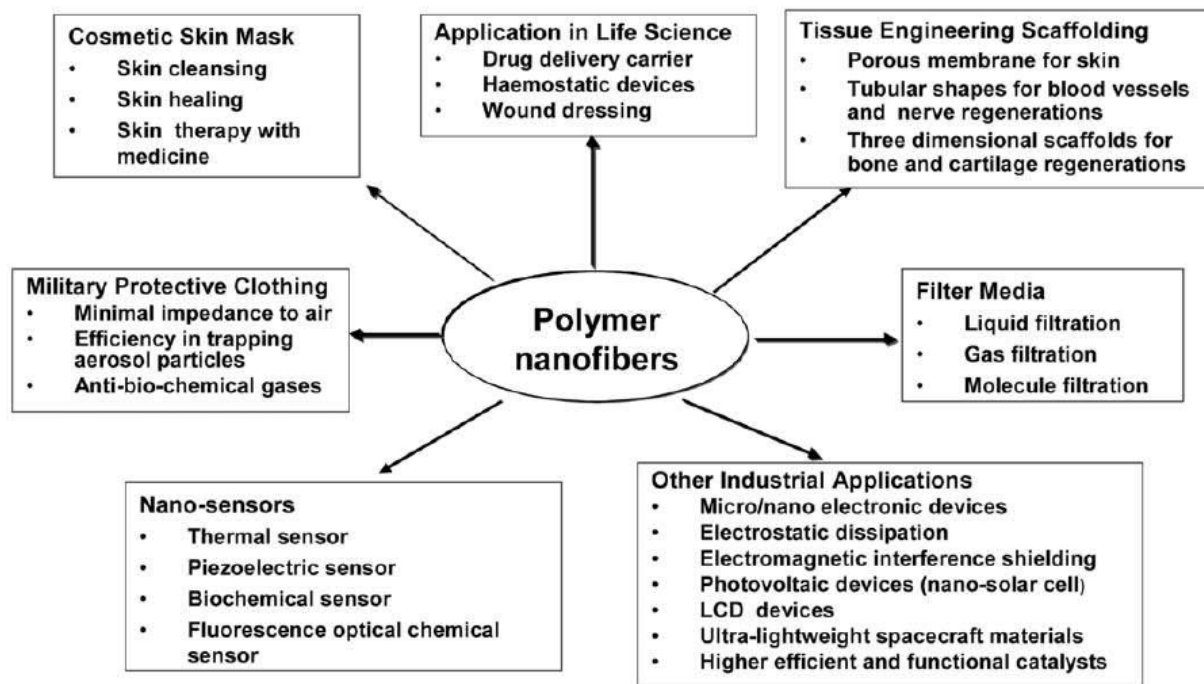 Cosmetic Skin Mask
• Skin cleansing
• Skin healing
• Skin therapy with
medicine
Application in Life Science
• Drug delivery carrier
• Haemostatic devices
• Wound dressing
Tissue Engineering Scaffolding
• Porous membrane for skin
• Tubular shapes for blood vessels
and nerve regenerations
• Three dimensional scaffolds for
bone and cartilage regenerations
Military Protective Clothing
• Minimal impedance to air
• Efficiency in trapping
aerosol particles
• Anti-bio-chemical gases
Polymer
nanofibers
Filter Media
• Liquid filtration
• Gas filtration
• Molecule filtration
Nano-sensors
• Thermal sensor
• Piezoelectric sensor
• Biochemical sensor
• Fluorescence optical chemical
sensor
Other Industrial Applications
• Micro/nano electronic devices
• Electrostatic dissipation
• Electromagnetic interference shielding
• Photovoltaic devices (nano-solar cell)
• LCD devices
• Ultra-lightweight spacecraft materials
• Higher efficient and functional catalysts